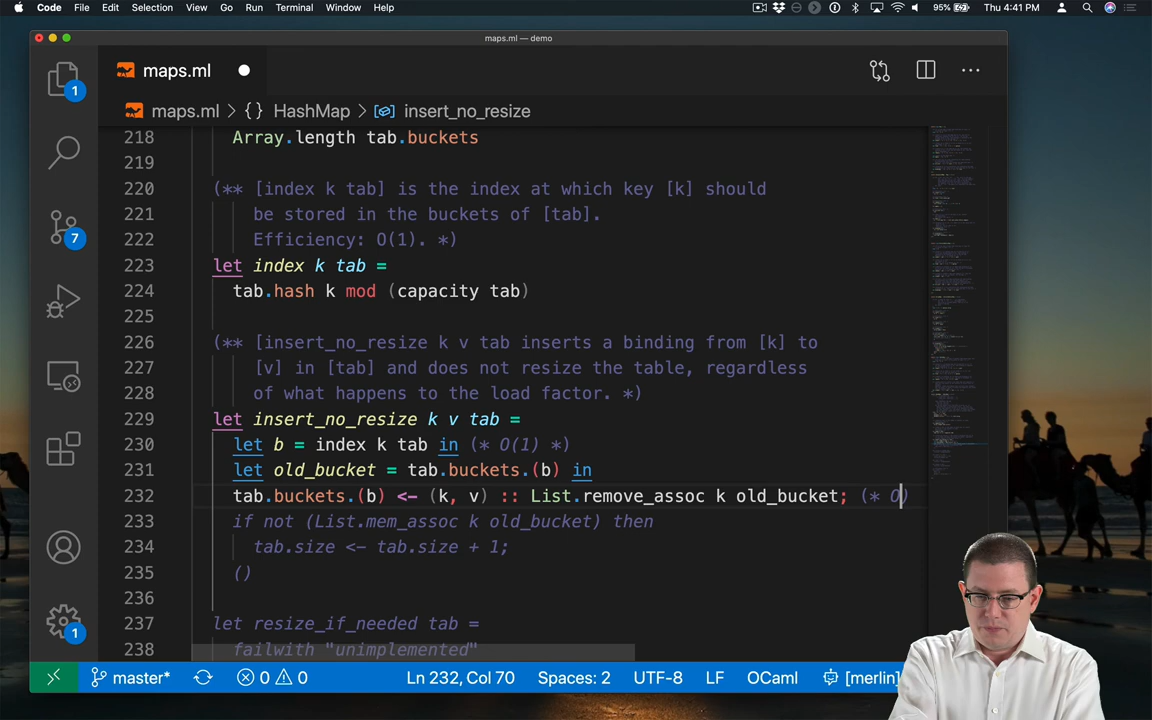 Code File Edit Selection View Go Run Terminal Window Help 95% Thu 4:41 PM
maps.ml — demo
maps.ml
maps.ml > {} HashMap > insert_no_resize
218 Array.length tab.buckets
219
220 (** [index k tab] is the index at which key [k] should
221 be stored in the buckets of [tab].
222 Efficiency: O(1). *)
223 let index k tab =
224 tab.hash k mod (capacity tab)
225
226 (** [insert_no_resize k v tab inserts a binding from [k] to
227 [v] in [tab] and does not resize the table, regardless
228 of what happens to the load factor. *)
229 let insert_no_resize k v tab =
230 let b = index k tab in (* O(1) *)
231 let old_bucket = tab.buckets.(b) in
232 tab.buckets.(b) <- (k, v) :: List.remove_assoc k old_bucket; (* O)
233 if not (List.mem_assoc k old_bucket) then
234 tab.size <- tab.size + 1;
235 ()
236
237 let resize_if_needed tab =
238 failwith "unimplemented"
1
7
1
master* 0 0 Ln 232, Col 70 Spaces: 2 UTF-8 LF OCaml [merlin]